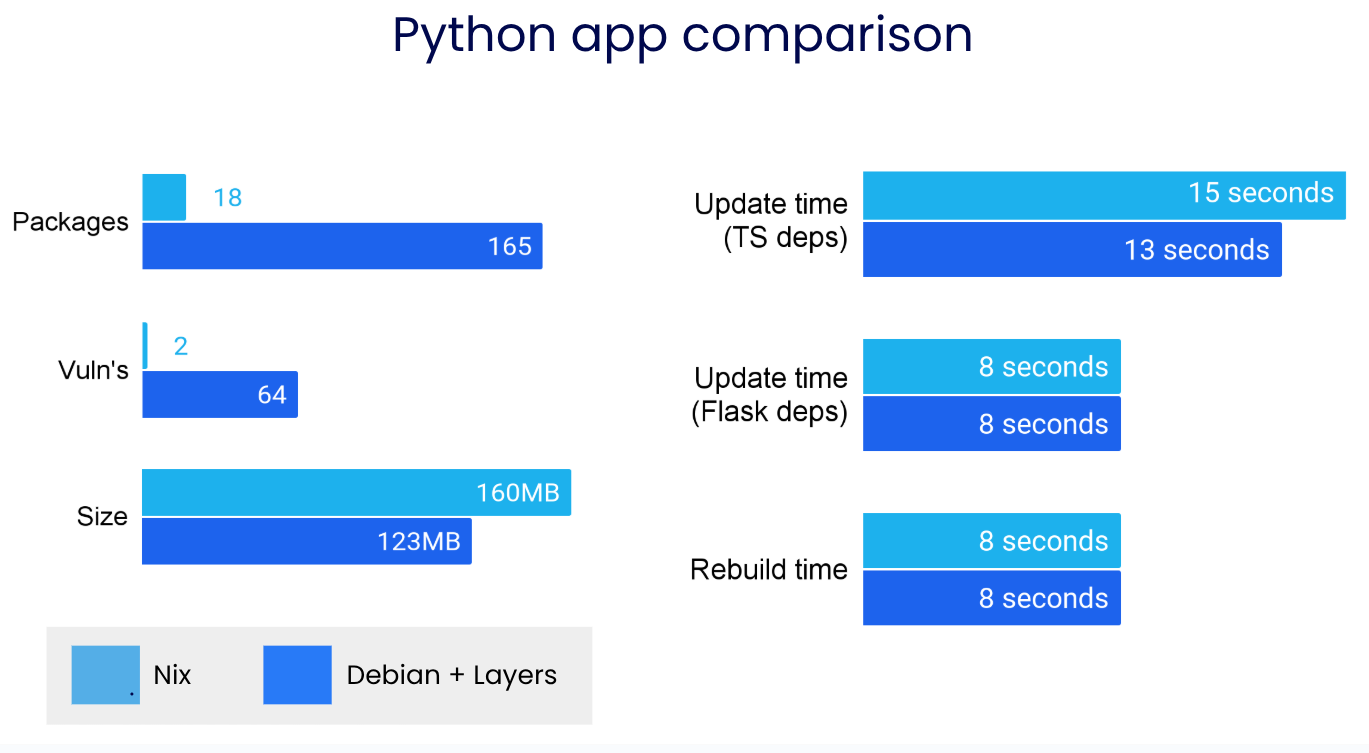 Python app comparison
Packages
18
165
Vuln's
2
64
Size
160MB
123MB
Update time
(TS deps)
15 seconds
13 seconds
Update time
(Flask deps)
8 seconds
8 seconds
Rebuild time
8 seconds
8 seconds
Nix
Debian + Layers